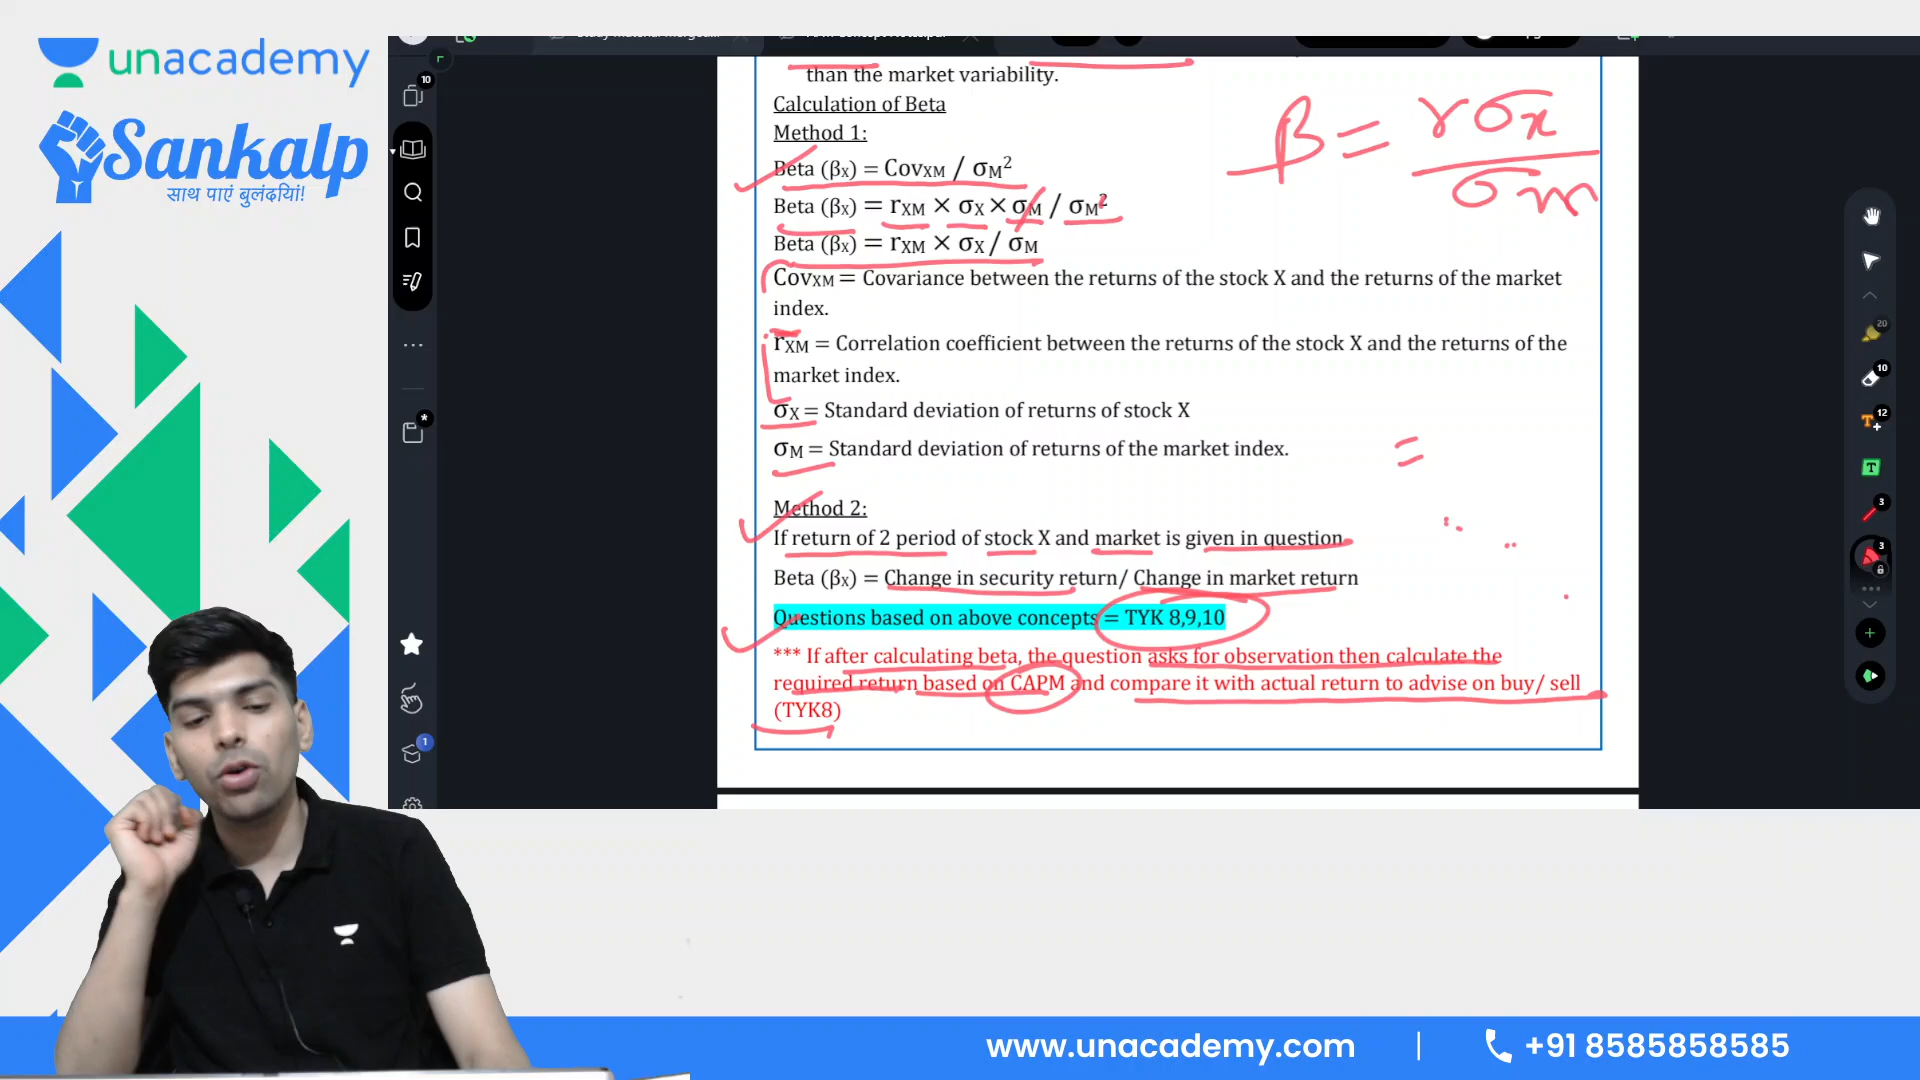 unacademy
Sankalp
साथ पाएं बुलंदियां!
than the market variability.
Calculation of Beta
Method 1:
Beta (βX) = CovXM / σM²
Beta (βX) = rXM × σX × σM / σM²
Beta (βX) = rXM × σX / σM
β = rσx / σm
CovXM = Covariance between the returns of the stock X and the returns of the market
index.
rXM = Correlation coefficient between the returns of the stock X and the returns of the
market index.
σX = Standard deviation of returns of stock X
σM = Standard deviation of returns of the market index.
=
Method 2:
If return of 2 period of stock X and market is given in question
Beta (βX) = Change in security return/ Change in market return
Questions based on above concepts = TYK 8,9,10
*** If after calculating beta, the question asks for observation then calculate the
required return based on CAPM and compare it with actual return to advise on buy/ sell
(TYK8)
10
1
20
10
12
3
3
www.unacademy.com | +91 8585858585